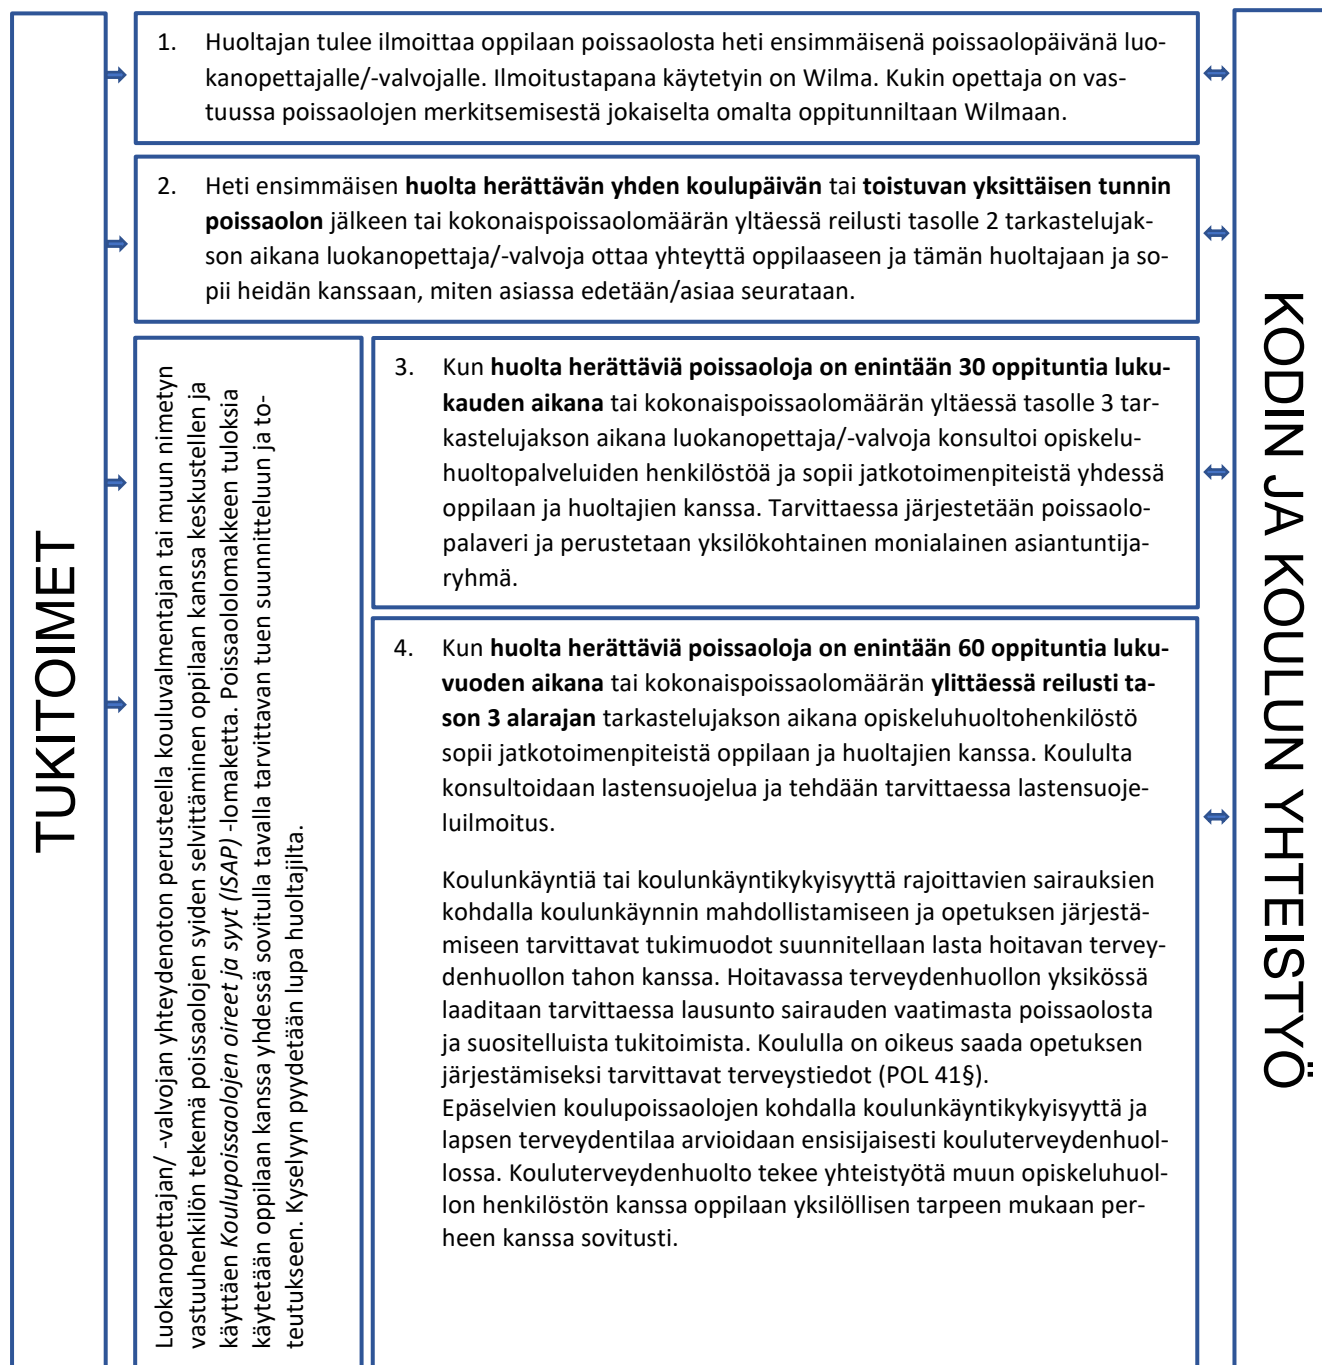 TUKITOIMET
1. Huoltajan tulee ilmoittaa oppilaan poissaolosta heti ensimmäisenä poissaolopäivänä luo-
kanopettajalle/-valvojalle. Ilmoitustapana käytetyin on Wilma. Kukin opettaja on vas-
tuussa poissaolojen merkitsemisestä jokaiselta omalta oppitunniltaan Wilmaan.
2. Heti ensimmäisen huolta herättävän yhden koulupäivän tai toistuvan yksittäisen tunnin
poissaolon jälkeen tai kokonaispoissaolomäärän yltäessä reilusti tasolle 2 tarkastelujak-
son aikana luokanopettaja/-valvoja ottaa yhteyttä oppilaaseen ja tämän huoltajaan ja so-
pii heidän kanssaan, miten asiassa edetään/asiaa seurataan.
Luokanopettajan/ -valvojan yhteydenoton perusteella kouluvalmentajan tai muun nimetyn
vastuuhenkilön tekemä poissaolojen syiden selvittäminen oppilaan kanssa keskustellen ja
käyttäen Koulupoissaolojen oireet ja syyt (ISAP) -lomaketta. Poissaololomakkeen tuloksia
käytetään oppilaan kanssa yhdessä sovitulla tavalla tarvittavan tuen suunnitteluun ja to-
teutukseen. Kyselyyn pyydetään lupa huoltajilta.
3. Kun huolta herättäviä poissaoloja on enintään 30 oppituntia luku-
kauden aikana tai kokonaispoissaolomäärän yltäessä tasolle 3 tar-
kastelujakson aikana luokanopettaja/-valvoja konsultoi opiskelu-
huoltopalveluiden henkilöstöä ja sopii jatkotoimenpiteistä yhdessä
oppilaan ja huoltajien kanssa. Tarvittaessa järjestetään poissaolo-
palaveri ja perustetaan yksilökohtainen monialainen asiantuntija-
ryhmä.
4. Kun huolta herättäviä poissaoloja on enintään 60 oppituntia luku-
vuoden aikana tai kokonaispoissaolomäärän ylittäessä reilusti ta-
son 3 alarajan tarkastelujakson aikana opiskeluhuoltohenkilöstö
sopii jatkotoimenpiteistä oppilaan ja huoltajien kanssa. Koululta
konsultoidaan lastensuojelua ja tehdään tarvittaessa lastensuoje-
luilmoitus.
Koulunkäyntiä tai koulunkäyntikykyisyyttä rajoittavien sairauksien
kohdalla koulunkäynnin mahdollistamiseen ja opetuksen järjestä-
miseen tarvittavat tukimuodot suunnitellaan lasta hoitavan tervey-
denhuollon tahon kanssa. Hoitavassa terveydenhuollon yksikössä
laaditaan tarvittaessa lausunto sairauden vaatimasta poissaolosta
ja suositelluista tukitoimista. Koululla on oikeus saada opetuksen
järjestämiseksi tarvittavat terveystiedot (POL 41§).
Epäselvien koulupoissaolojen kohdalla koulunkäyntikykyisyyttä ja
lapsen terveydentilaa arvioidaan ensisijaisesti kouluterveydenhuol-
lossa. Kouluterveydenhuolto tekee yhteistyötä muun opiskeluhuol-
lon henkilöstön kanssa oppilaan yksilöllisen tarpeen mukaan per-
heen kanssa sovitusti.
KODIN JA KOULUN YHTEISTYÖ